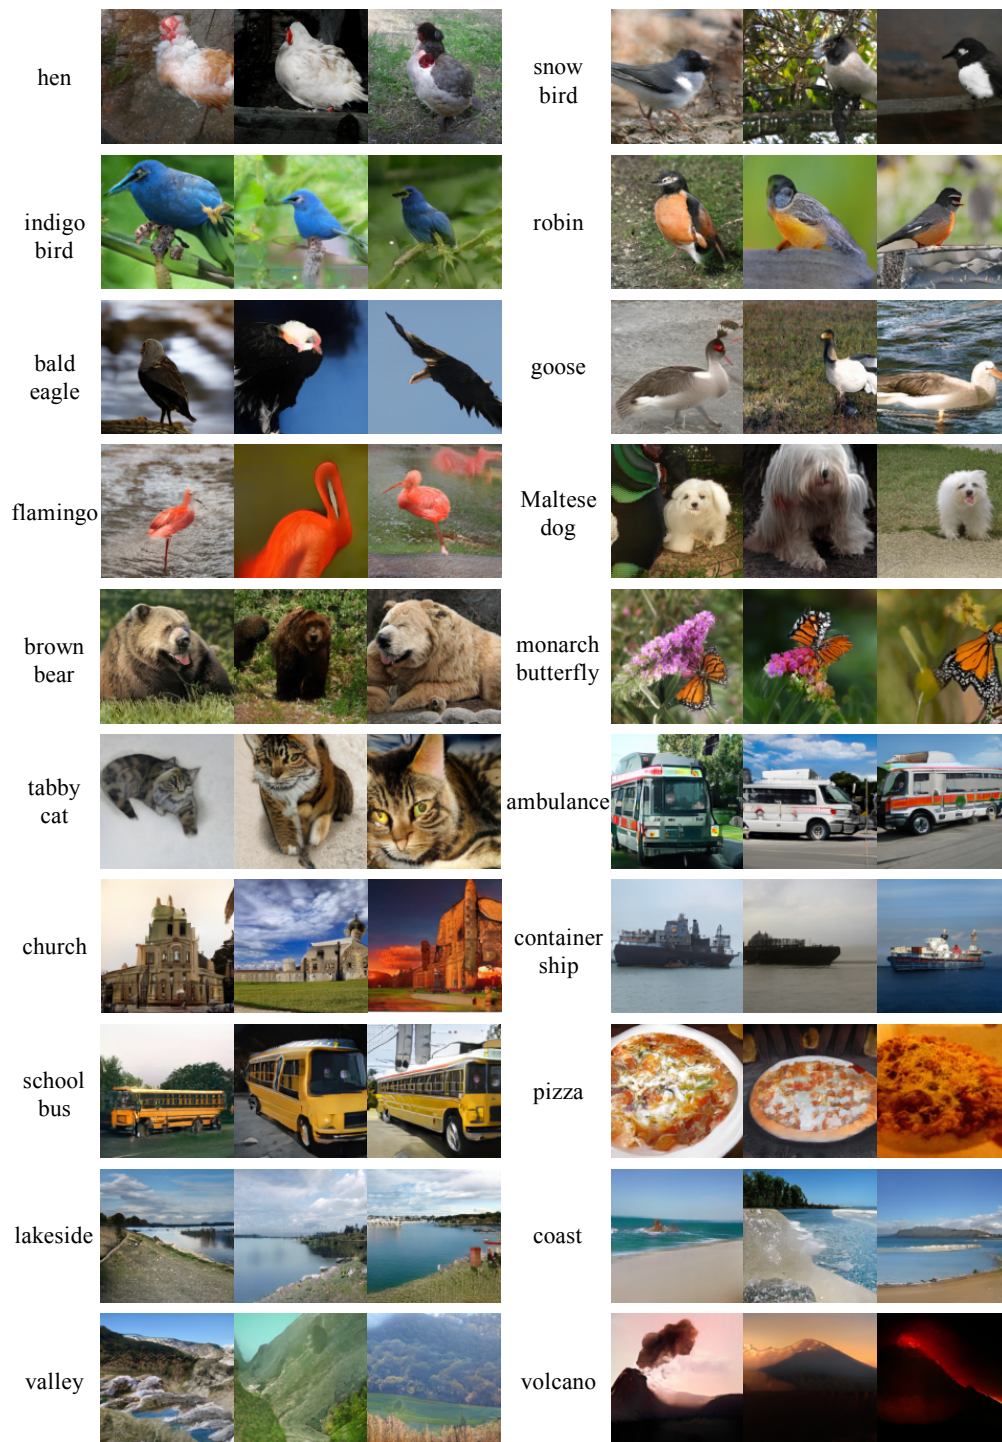 hen
snow
bird
indigo
bird
robin
bald
eagle
goose
flamingo
Maltese
dog
brown
bear
monarch
butterfly
tabby
cat
ambulance
church
container
ship
school
bus
pizza
lakeside
coast
valley
volcano